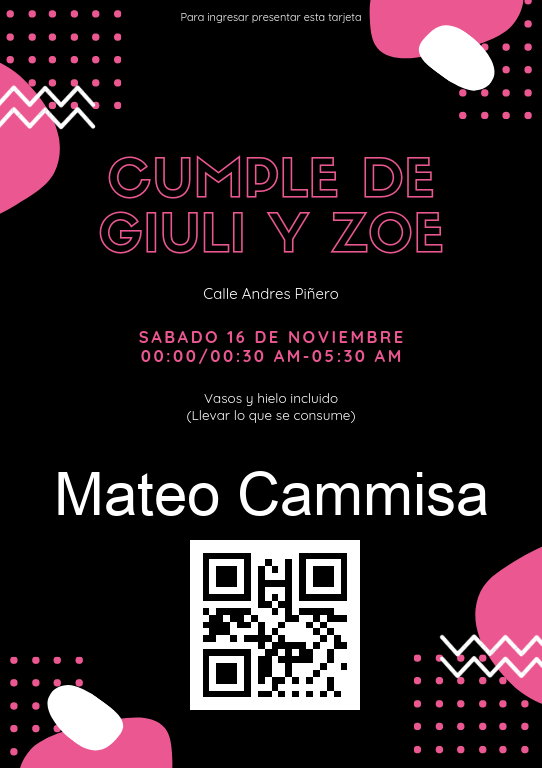 Para ingresar presentar esta tarjeta
CUMPLE DE
GIULI Y ZOE
Calle Andres Piñero
SABADO 16 DE NOVIEMBRE
00:00/00:30 AM-05:30 AM
Vasos y hielo incluido
(Llevar lo que se consume)
Mateo Cammisa